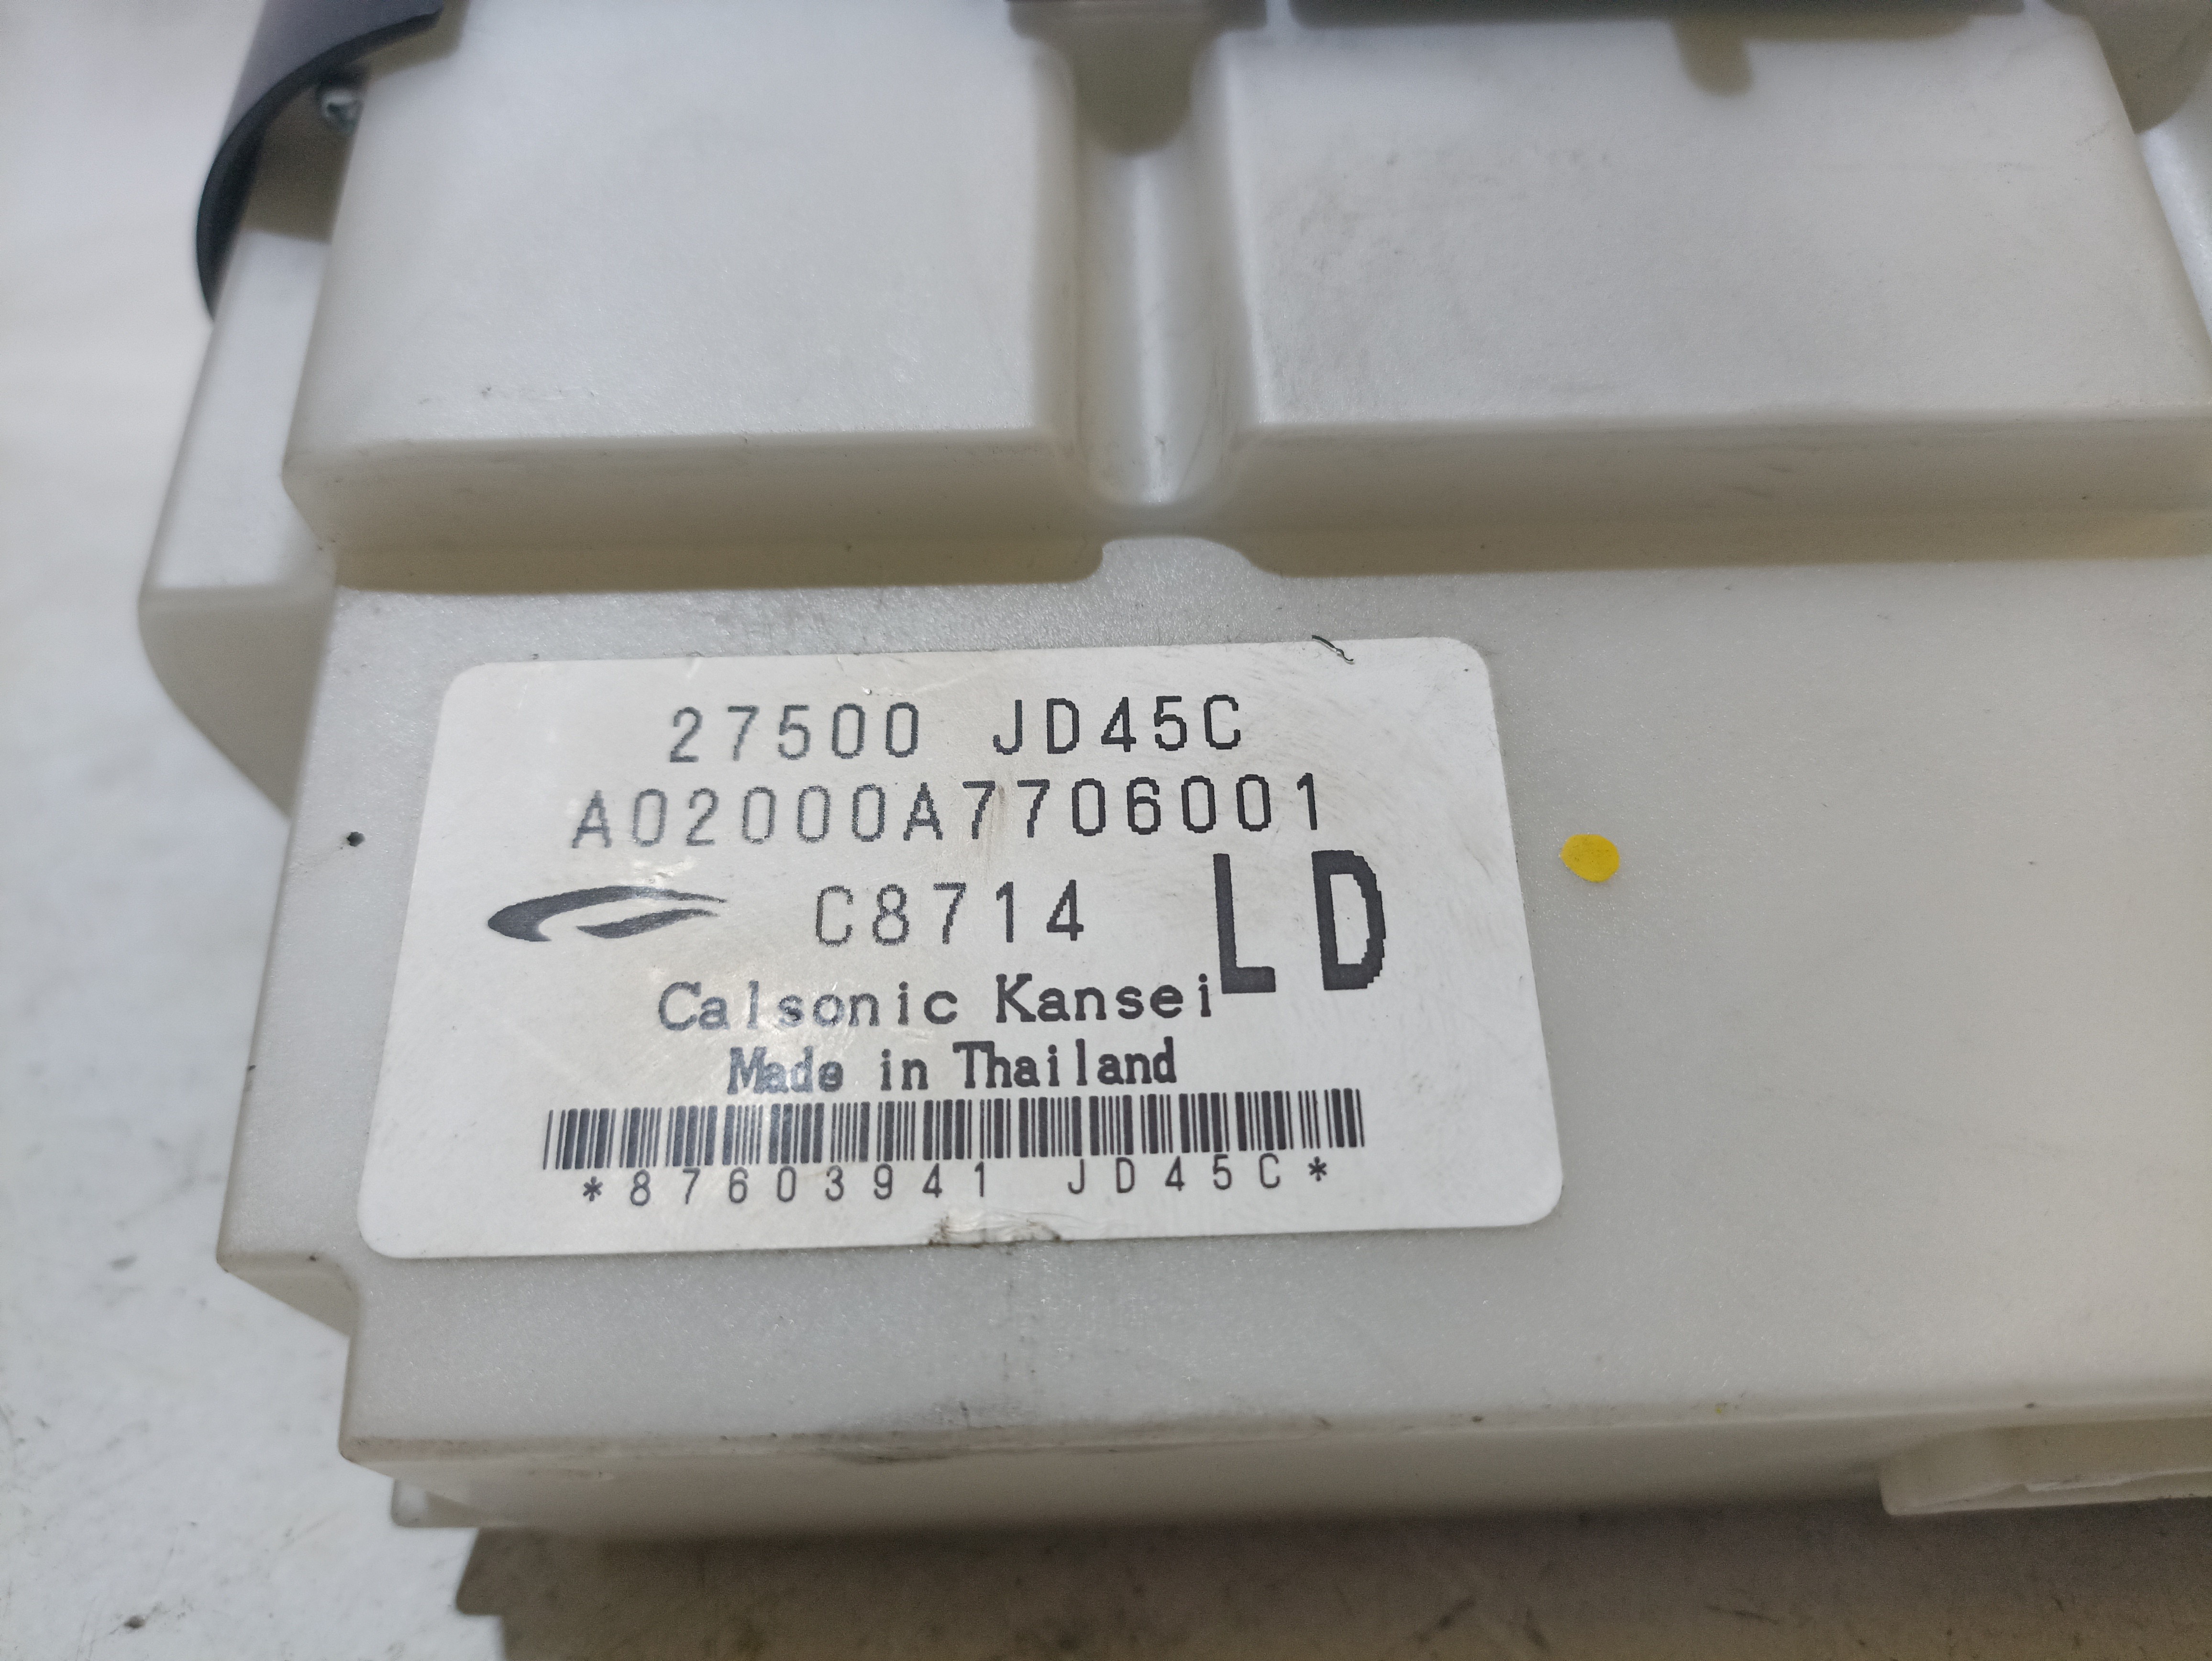 27500 JD45C
A02000A7706001
C8714 LD
Calsonic Kansei
Made in Thailand
*87603941 JD45C*